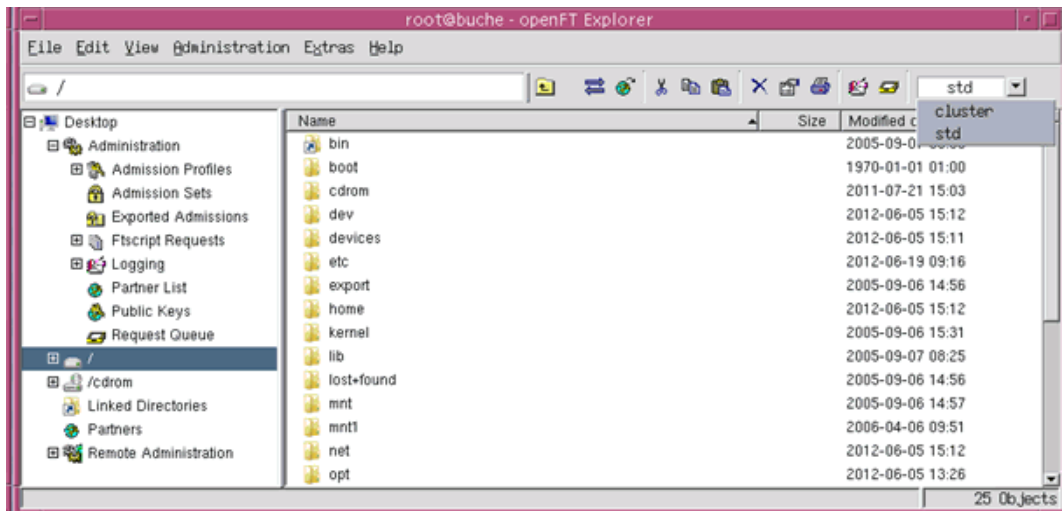 root@buche - openFT Explorer
File Edit View Administration Extras Help
/
std
cluster
std
Desktop
Administration
Admission Profiles
Admission Sets
Exported Admissions
Ftscript Requests
Logging
Partner List
Public Keys
Request Queue
/
/cdrom
Linked Directories
Partners
Remote Administration
Name Size Modified
bin 2005-09-07
boot 1970-01-01 01:00
cdrom 2011-07-21 15:03
dev 2012-06-05 15:12
devices 2012-06-05 15:11
etc 2012-06-19 09:16
export 2005-09-06 14:56
home 2012-06-05 15:12
kernel 2005-09-06 15:31
lib 2005-09-07 08:25
lost+found 2005-09-06 14:56
mnt 2005-09-06 14:57
mnt1 2006-04-06 09:51
net 2012-06-05 15:12
opt 2012-06-05 13:26
25 Objects